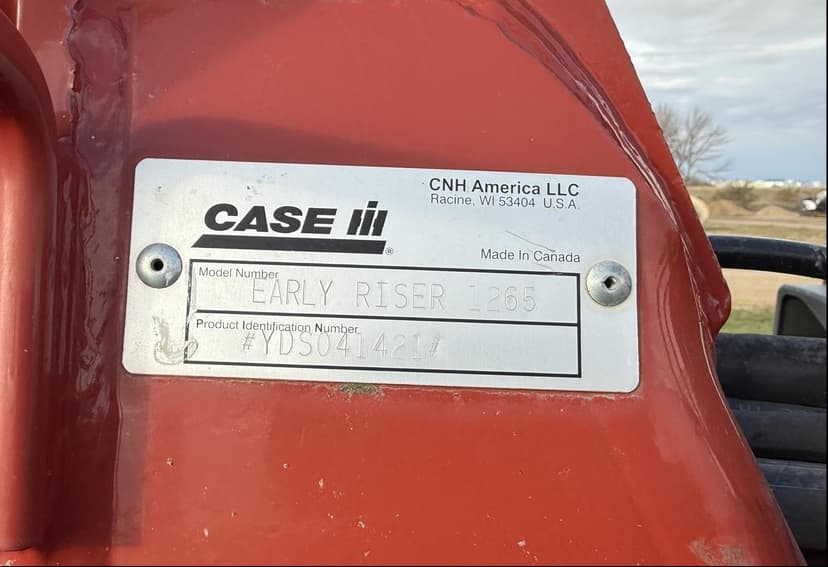 CNH America LLC
Racine, WI 53404 U.S.A.
CASE IH
®
Made In Canada
Model Number
EARLY RISER 1265
Product Identification Number
#YDS041421#